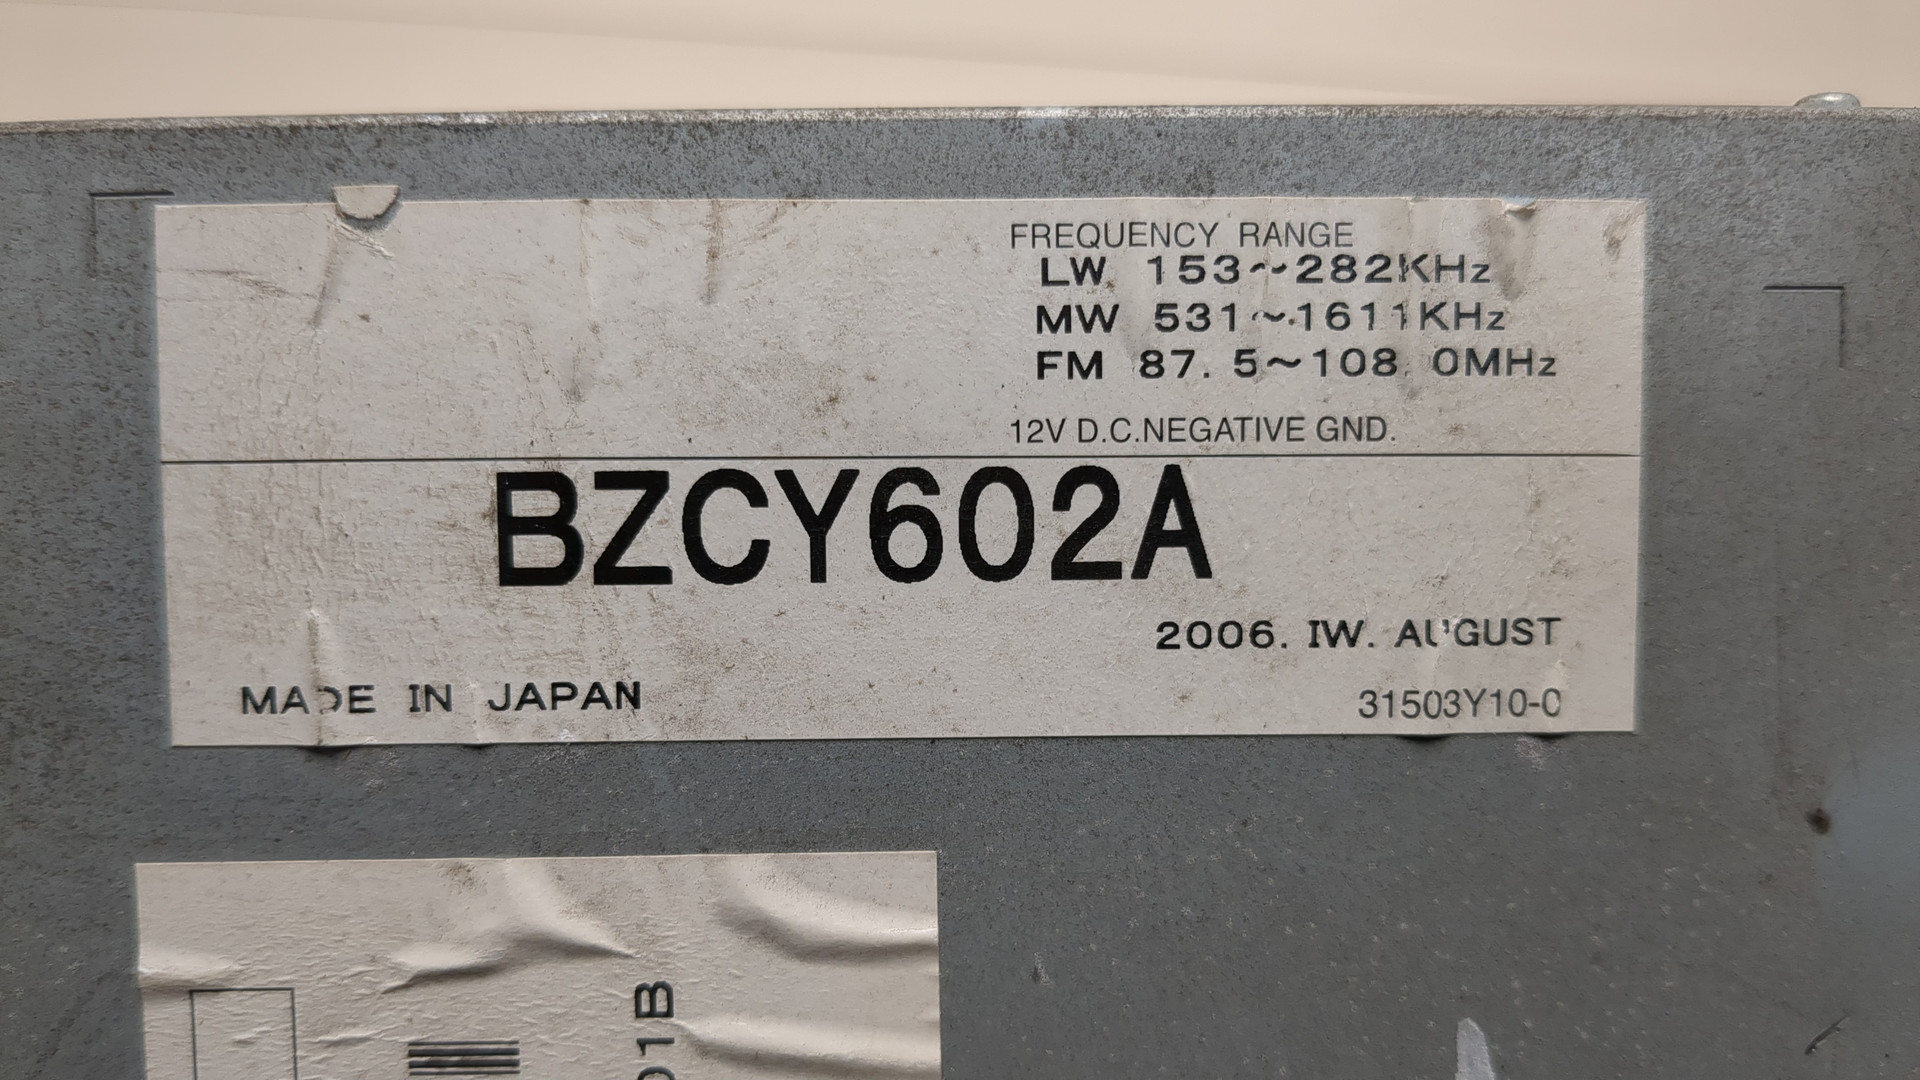 FREQUENCY RANGE
LW 153~282KHz
MW 531~1611KHz
FM 87.5~108.0MHz
12V D.C.NEGATIVE GND.
BZCY602A
2006. IW. AUGUST
MADE IN JAPAN
31503Y10-0
01B